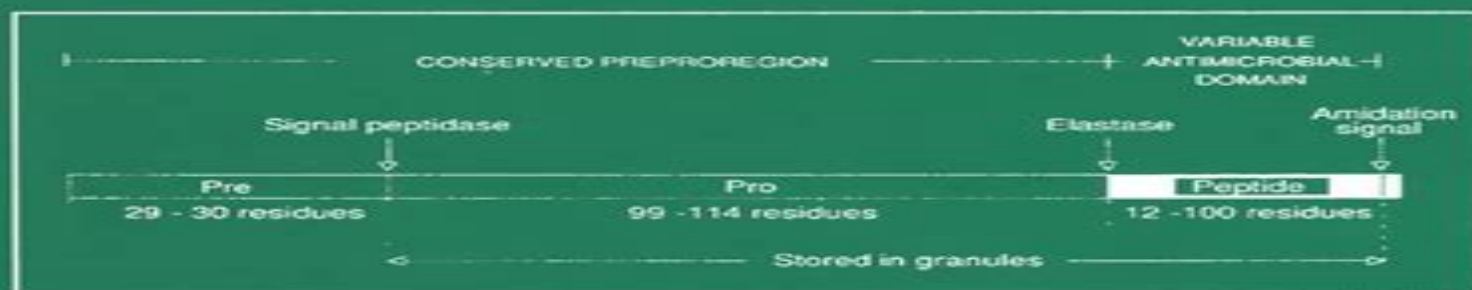 VARIABLE
CONSERVED PREPROREGION
ANTIMICROBIAL
DOMAIN
Signal peptidase
Elastase
Amidation
signal
Pre
Pro
Peptide
29 - 30 residues
99 -114 residues
12 -100 residues
Stored in granules